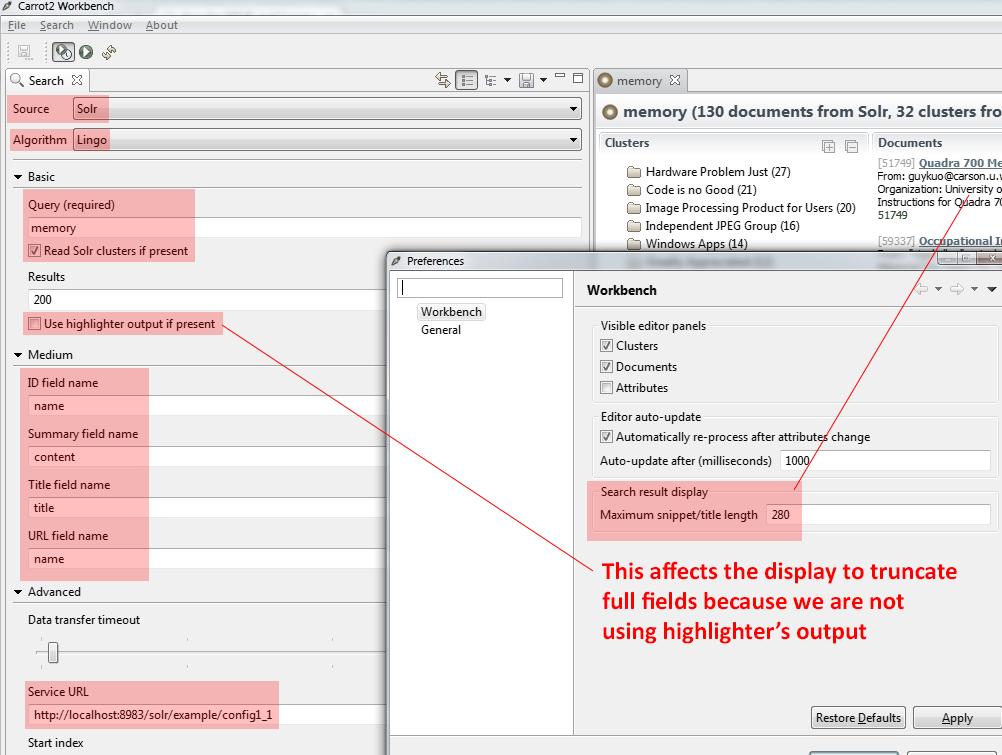 Carrot2 Workbench
File Search Window About
Search
Source Solr
Algorithm Lingo
Basic
Query (required)
memory
Read Solr clusters if present
Results
200
Use highlighter output if present
Medium
ID field name
name
Summary field name
content
Title field name
title
URL field name
name
Advanced
Data transfer timeout
Service URL
http://localhost:8983/solr/example/config1_1
Start index
memory
memory (130 documents from Solr, 32 clusters fro
Clusters
Hardware Problem Just (27)
Code is no Good (21)
Image Processing Product for Users (20)
Independent JPEG Group (16)
Windows Apps (14)
Documents
[51749] Quadra 700 Me
From: guykuo@carson.u.w
Organization: University o
Instructions for Quadra 70
51749
[59337] Occupational In
Preferences
Workbench
General
Workbench
Visible editor panels
Clusters
Documents
Attributes
Editor auto-update
Automatically re-process after attributes change
Auto-update after (milliseconds) 1000
Search result display
Maximum snippet/title length 280
This affects the display to truncate
full fields because we are not
using highlighter’s output
Restore Defaults Apply